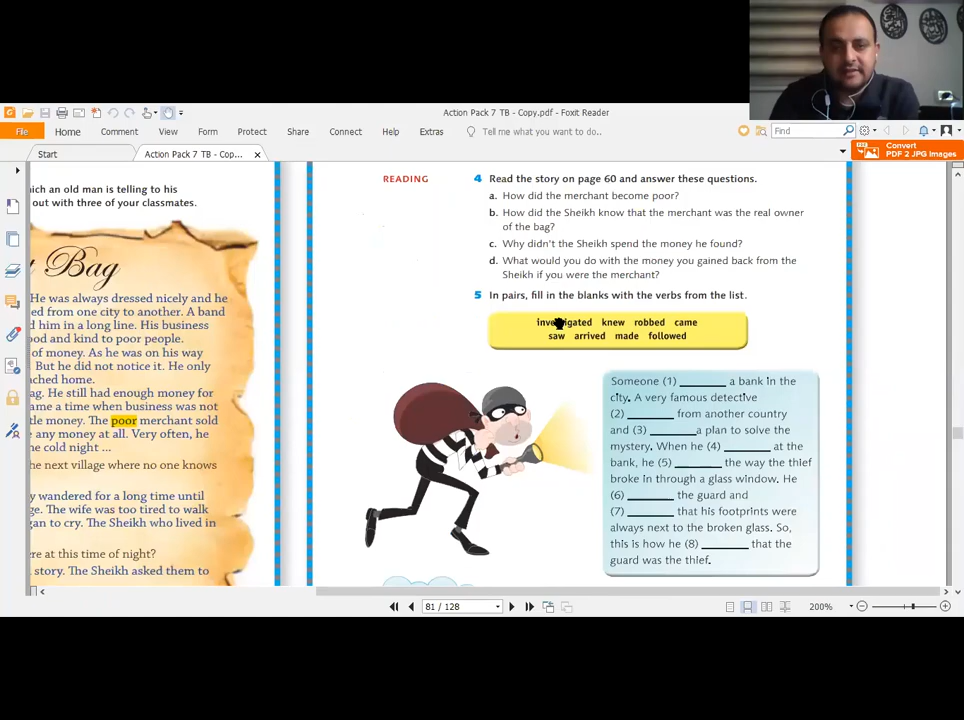 Action Pack 7 TB - Copy.pdf - Foxit Reader
File Home Comment View Form Protect Share Connect Help Extras Tell me what you want to do.. Find
Start Action Pack 7 TB - Cop... Convert
PDF 2 JPG Images
hich an old man is telling to his
out with three of your classmates.
Bag
He was always dressed nicely and he
ed from one city to another. A band
d him in a long line. His business
ood and kind to poor people.
of money. As he was on his way
But he did not notice it. He only
ched home.
ag. He still had enough money for
ame a time when business was not
tle money. The poor merchant sold
e any money at all. Very often, he
he cold night ...
he next village where no one knows
y wandered for a long time until
ge. The wife was too tired to walk
gan to cry. The Sheikh who lived in
ere at this time of night?
story. The Sheikh asked them to
READING
4 Read the story on page 60 and answer these questions.
a. How did the merchant become poor?
b. How did the Sheikh know that the merchant was the real owner
of the bag?
c. Why didn't the Sheikh spend the money he found?
d. What would you do with the money you gained back from the
Sheikh if you were the merchant?
5 In pairs, fill in the blanks with the verbs from the list.
knew robbed came
saw arrived made followed
Someone (1) ______ a bank in the
city. A very famous detective
(2) ______ from another country
and (3) ______ a plan to solve the
mystery. When he (4) ______ at the
bank, he (5) ______ the way the thief
broke in through a glass window. He
(6) ______ the guard and
(7) ______ that his footprints were
always next to the broken glass. So,
this is how he (8) ______ that the
guard was the thief.
81 / 128 200%